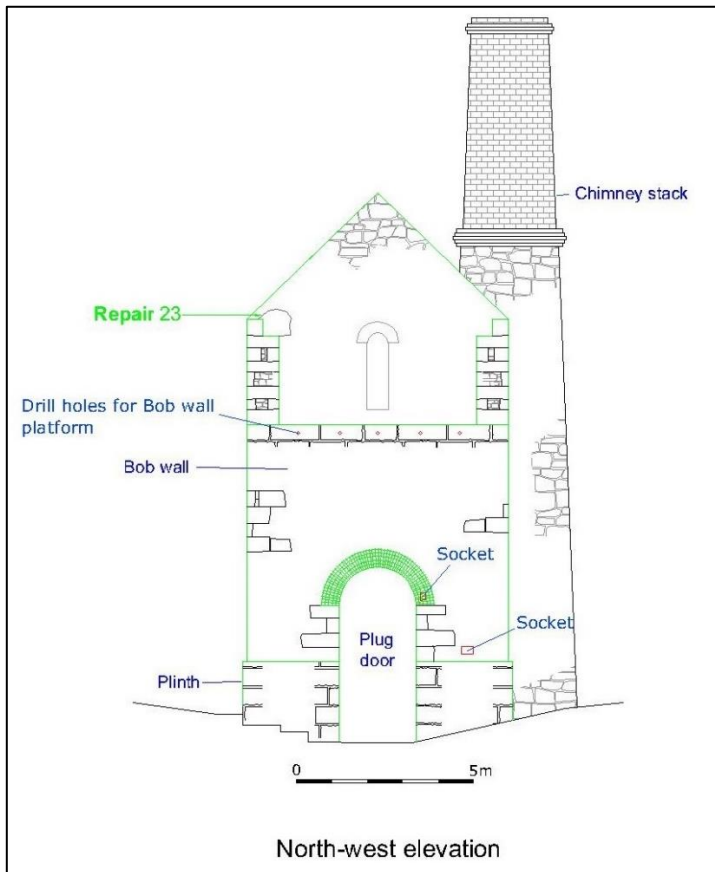 Chimney stack
Repair 23
Drill holes for Bob wall
platform
Bob wall
Socket
Socket
Plug
door
Plinth
0 5m
North-west elevation